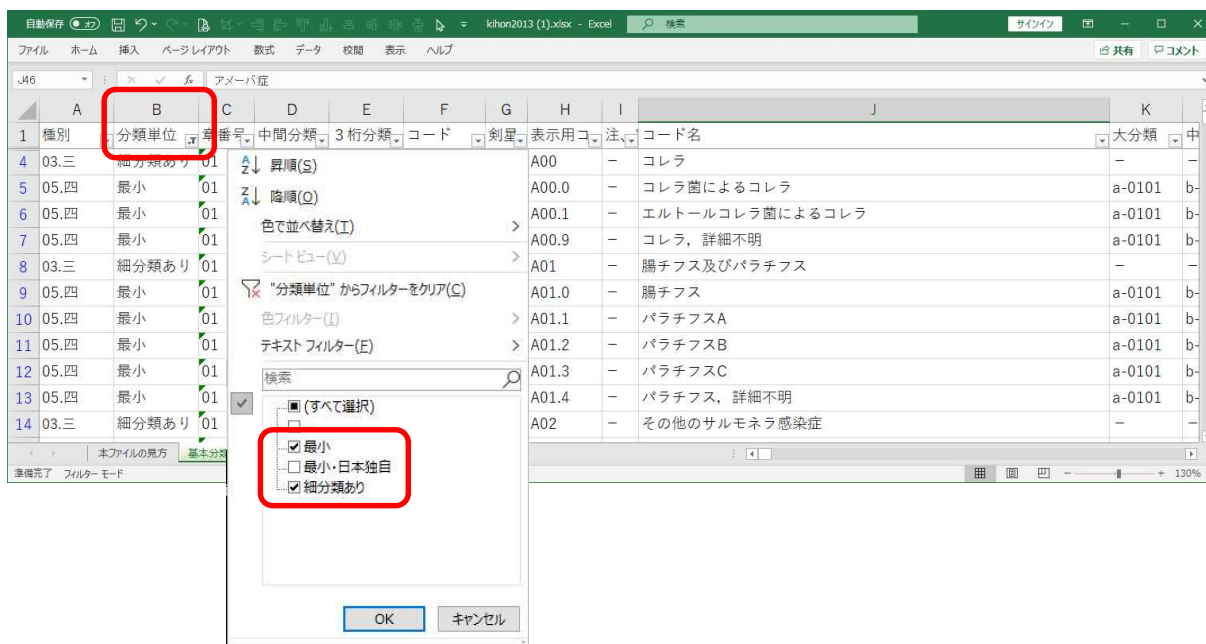 自動保存 オフ kihon2013 (1).xlsx - Excel 検索 サインイン
ファイル ホーム 挿入 ページ レイアウト 数式 データ 校閲 表示 ヘルプ 共有 コメント
J46 fx アメーバ症
A B C D E F G H I J K
1 種別 分類単位 章番号 中間分類 3桁分類 コード 剣星 表示用コ 注、 コード名 大分類 中
4 03.三 細分類あり 01 A00 － コレラ － －
5 05.四 最小 01 A00.0 － コレラ菌によるコレラ a-0101 b-
6 05.四 最小 01 A00.1 － エルトールコレラ菌によるコレラ a-0101 b-
7 05.四 最小 01 A00.9 － コレラ，詳細不明 a-0101 b-
8 03.三 細分類あり 01 A01 － 腸チフス及びパラチフス － －
9 05.四 最小 01 A01.0 － 腸チフス a-0101 b-
10 05.四 最小 01 A01.1 － パラチフスA a-0101 b-
11 05.四 最小 01 A01.2 － パラチフスB a-0101 b-
12 05.四 最小 01 A01.3 － パラチフスC a-0101 b-
13 05.四 最小 01 A01.4 － パラチフス，詳細不明 a-0101 b-
14 03.三 細分類あり 01 A02 － その他のサルモネラ感染症 － －
昇順(S)
降順(O)
色で並べ替え(T)
シート ビュー(V)
"分類単位" からフィルターをクリア(C)
色フィルター(I)
テキスト フィルター(F)
検索
(すべて選択)
－
最小
最小・日本独自
細分類あり
OK キャンセル
本ファイルの見方 基本分類
準備完了 フィルター モード 130%